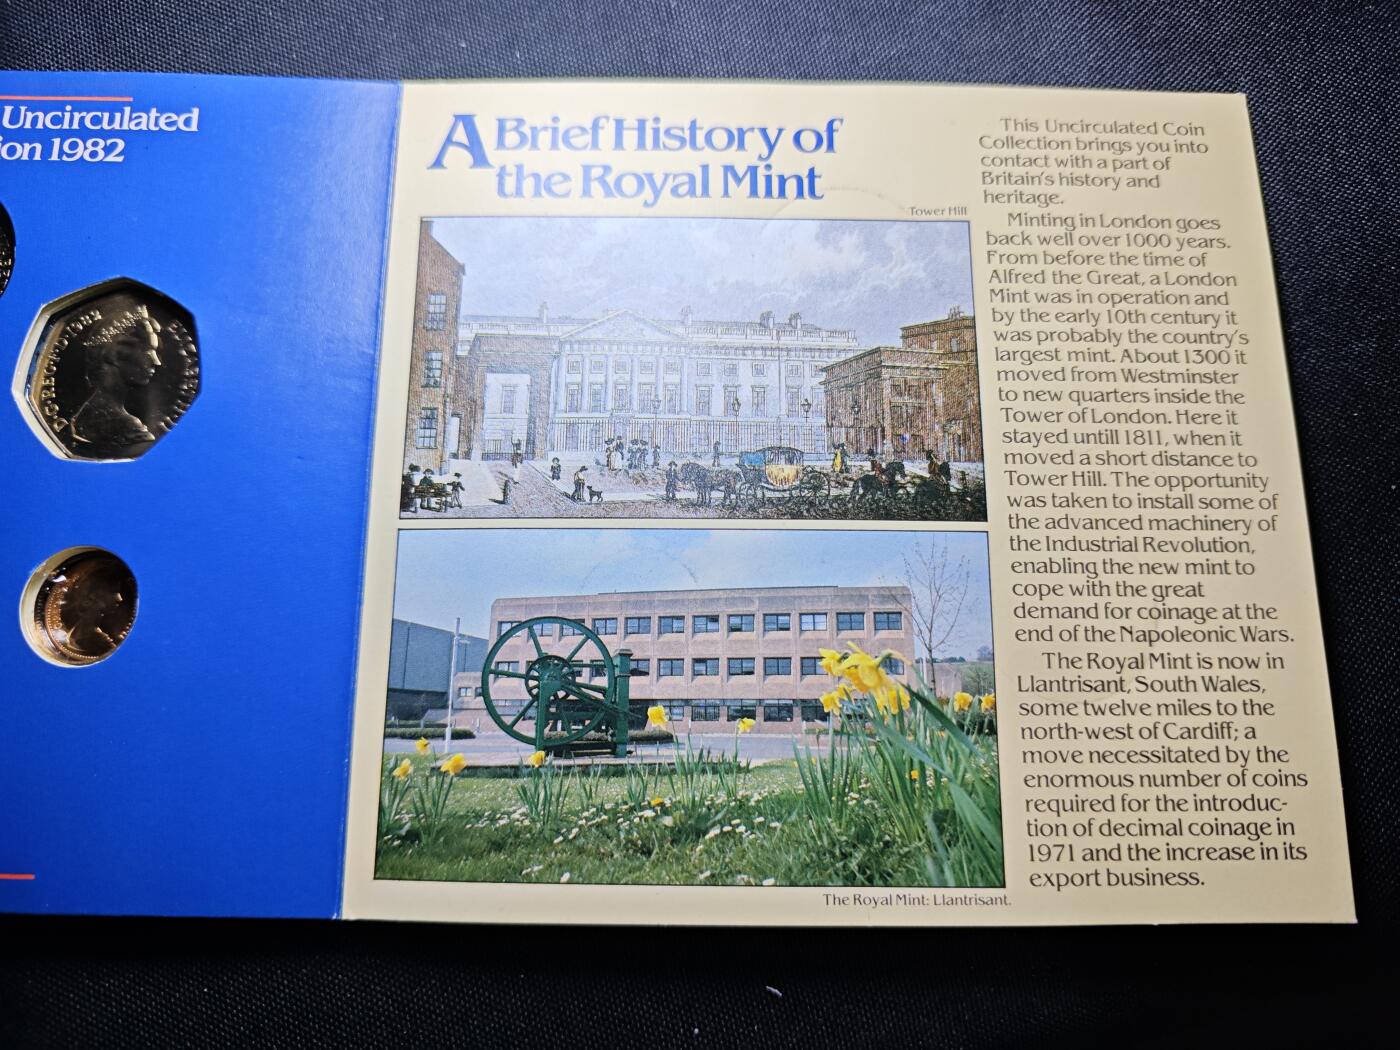 Uncirculated
ion 1982
D·G·REG·F·D·1982
A Brief History of
the Royal Mint
Tower Hill
The Royal Mint: Llantrisant.
This Uncirculated Coin
Collection brings you into
contact with a part of
Britain's history and
heritage.
Minting in London goes
back well over 1000 years.
From before the time of
Alfred the Great, a London
Mint was in operation and
by the early 10th century it
was probably the country's
largest mint. About 1300 it
moved from Westminster
to new quarters inside the
Tower of London. Here it
stayed untill 1811, when it
moved a short distance to
Tower Hill. The opportunity
was taken to install some of
the advanced machinery of
the Industrial Revolution,
enabling the new mint to
cope with the great
demand for coinage at the
end of the Napoleonic Wars.
The Royal Mint is now in
Llantrisant, South Wales,
some twelve miles to the
north-west of Cardiff; a
move necessitated by the
enormous number of coins
required for the introduc-
tion of decimal coinage in
1971 and the increase in its
export business.